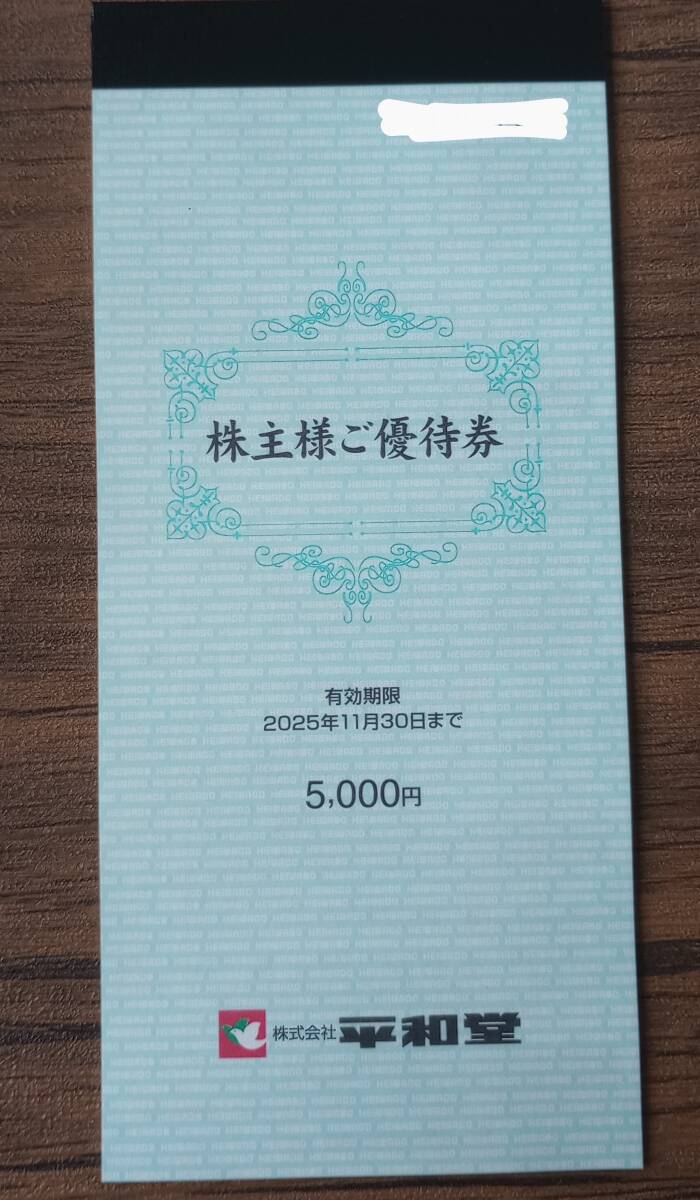 株主様ご優待券
有効期限
2025年11月30日まで
5,000円
株式会社 平和堂